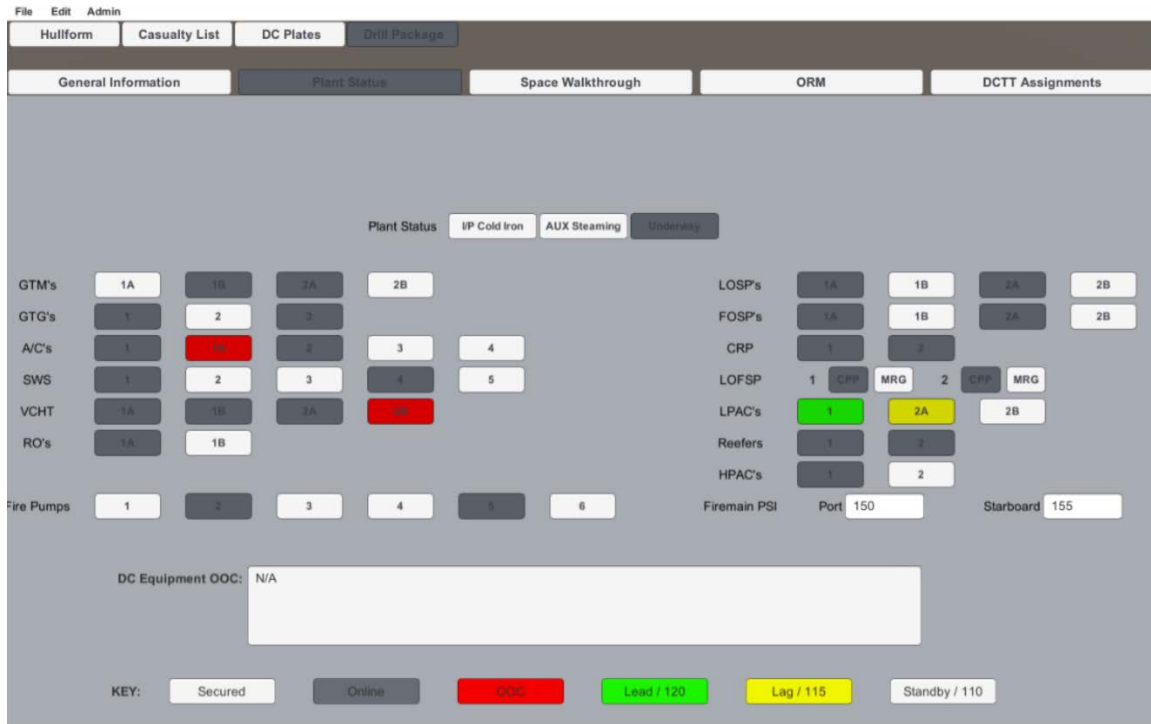 File Edit Admin
Hullform Casualty List DC Plates Drill Package
General Information Plant Status Space Walkthrough ORM DCTT Assignments
Plant Status I/P Cold Iron AUX Steaming Underway
GTM's 1A 1B 2A 2B LOSP's 1A 1B 2A 2B
GTG's 1 2 3 FOSP's 1A 1B 2A 2B
A/C's 1 1B 2 3 4 CRP 1 2
SWS 1 2 3 4 5 LOFSP 1 CPP MRG 2 CPP MRG
VCHT 1A 1B 2A 2B LPAC's 1 2A 2B
RO's 1A 1B Reefers 1 2
HPAC's 1 2
Fire Pumps 1 2 3 4 5 6 Firemain PSI Port 150 Starboard 155
DC Equipment OOC: N/A
KEY: Secured Online OOC Lead / 120 Lag / 115 Standby / 110